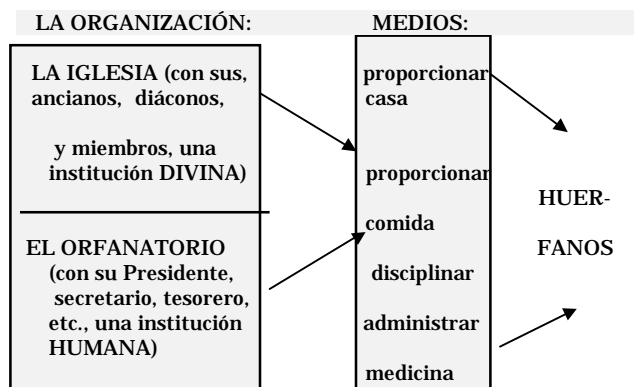 LA ORGANIZACIÓN:
MEDIOS:
LA IGLESIA (con sus,
ancianos, diáconos,
y miembros, una
institución DIVINA)
EL ORFANATORIO
(con su Presidente,
secretario, tesorero,
etc., una institución
HUMANA)
proporcionar
casa
proporcionar
comida
disciplinar
administrar
medicina
HUER-
FANOS